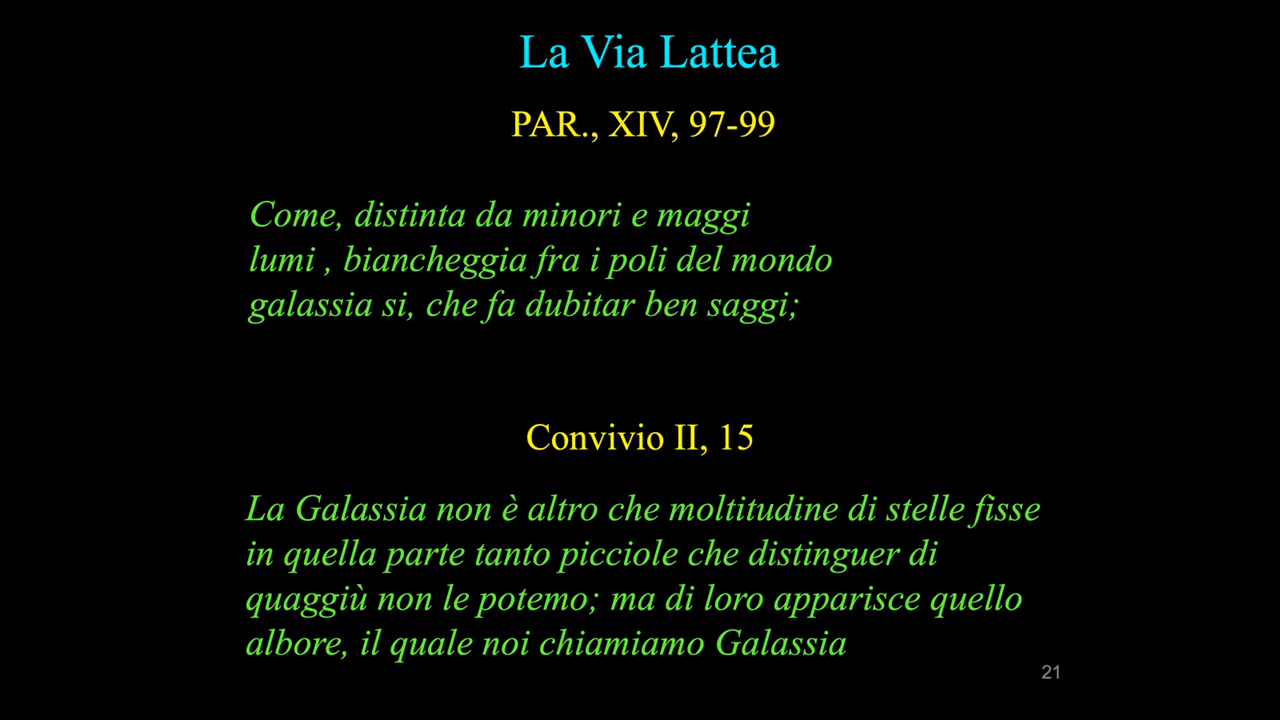 La Via Lattea
PAR., XIV, 97-99
Come, distinta da minori e maggi
lumi , biancheggia fra i poli del mondo
galassia si, che fa dubitar ben saggi;
Convivio II, 15
La Galassia non è altro che moltitudine di stelle fisse
in quella parte tanto picciole che distinguer di
quaggiù non le potemo; ma di loro apparisce quello
albore, il quale noi chiamiamo Galassia
21